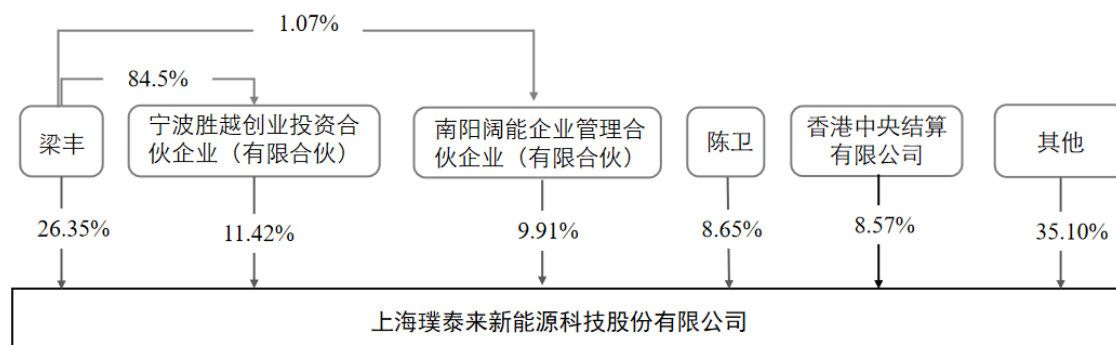 1.07%
84.5%
梁丰
宁波胜越创业投资合
伙企业（有限合伙）
南阳阔能企业管理合
伙企业（有限合伙）
陈卫
香港中央结算
有限公司
其他
26.35%
11.42%
9.91%
8.65%
8.57%
35.10%
上海璞泰来新能源科技股份有限公司